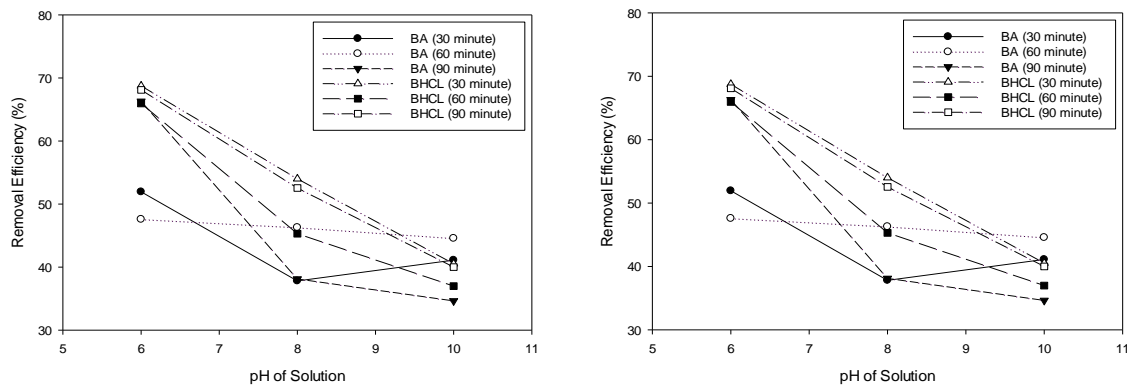 80
70
60
50
40
30
Removal Efficiency (%)
BA (30 minute)
BA (60 minute)
BA (90 minute)
BHCL (30 minute)
BHCL (60 minute)
BHCL (90 minute)
5 6 7 8 9 10 11
pH of Solution
80
70
60
50
40
30
Removal Efficiency (%)
BA (30 minute)
BA (60 minute)
BA (90 minute)
BHCL (30 minute)
BHCL (60 minute)
BHCL (90 minute)
5 6 7 8 9 10 11
pH of Solution